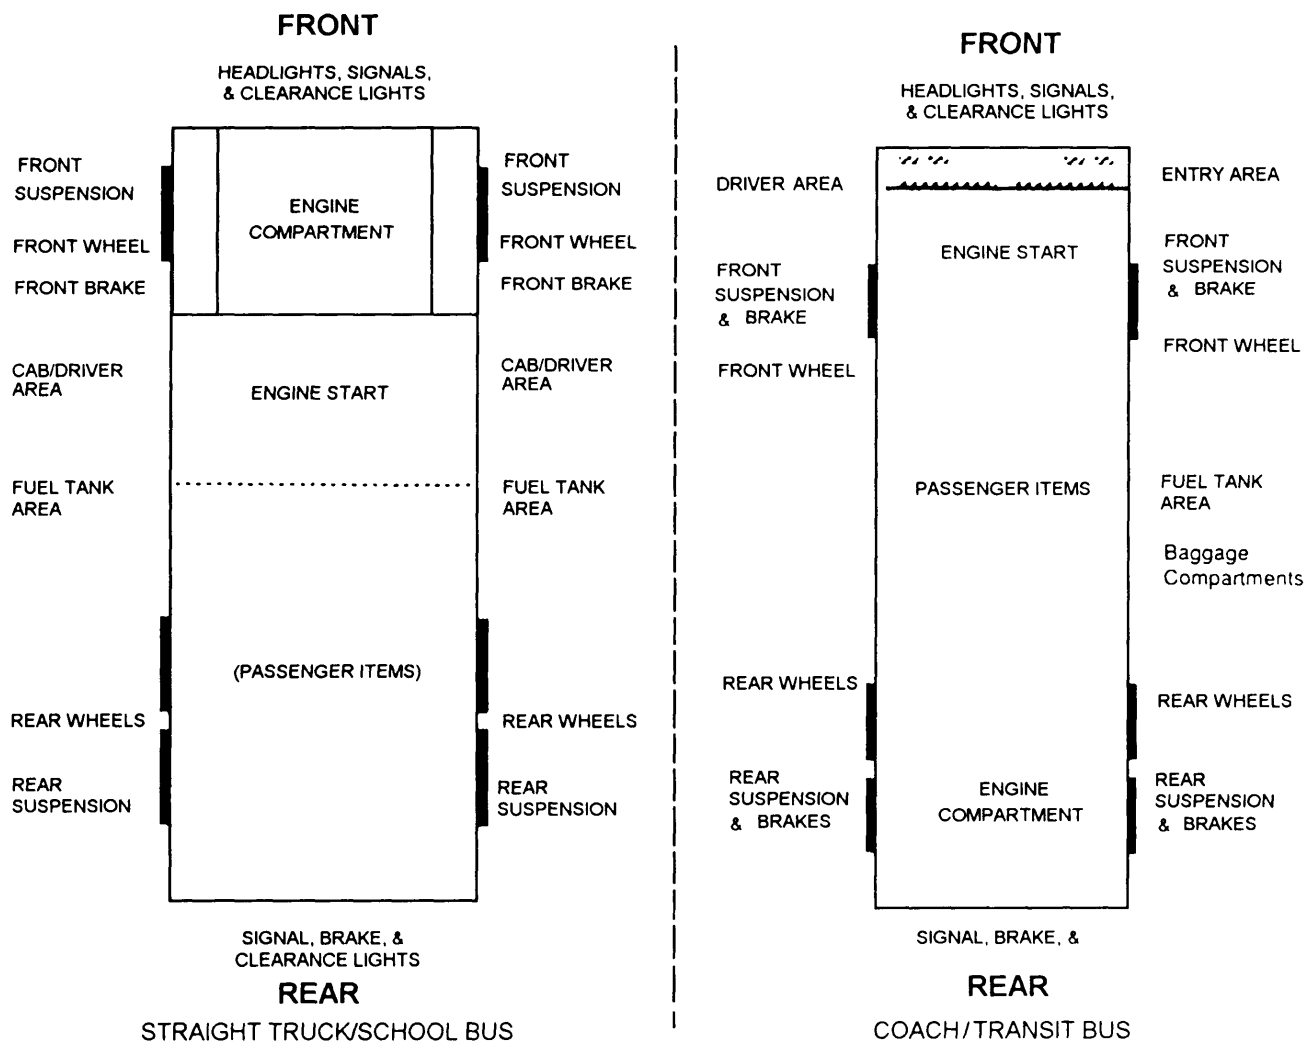 FRONT
HEADLIGHTS, SIGNALS,
& CLEARANCE LIGHTS
FRONT
SUSPENSION
FRONT WHEEL
FRONT BRAKE
CAB/DRIVER
AREA
FUEL TANK
AREA
REAR WHEELS
REAR
SUSPENSION
ENGINE
COMPARTMENT
ENGINE START
(PASSENGER ITEMS)
FRONT
SUSPENSION
FRONT WHEEL
FRONT BRAKE
CAB/DRIVER
AREA
FUEL TANK
AREA
REAR WHEELS
REAR
SUSPENSION
SIGNAL, BRAKE, &
CLEARANCE LIGHTS
REAR
STRAIGHT TRUCK/SCHOOL BUS
FRONT
HEADLIGHTS, SIGNALS,
& CLEARANCE LIGHTS
DRIVER AREA
FRONT
SUSPENSION
& BRAKE
FRONT WHEEL
REAR WHEELS
REAR
SUSPENSION
& BRAKES
ENGINE START
PASSENGER ITEMS
ENGINE
COMPARTMENT
ENTRY AREA
FRONT
SUSPENSION
& BRAKE
FRONT WHEEL
FUEL TANK
AREA
Baggage
Compartments
REAR WHEELS
REAR
SUSPENSION
& BRAKES
SIGNAL, BRAKE, &
REAR
COACH/TRANSIT BUS